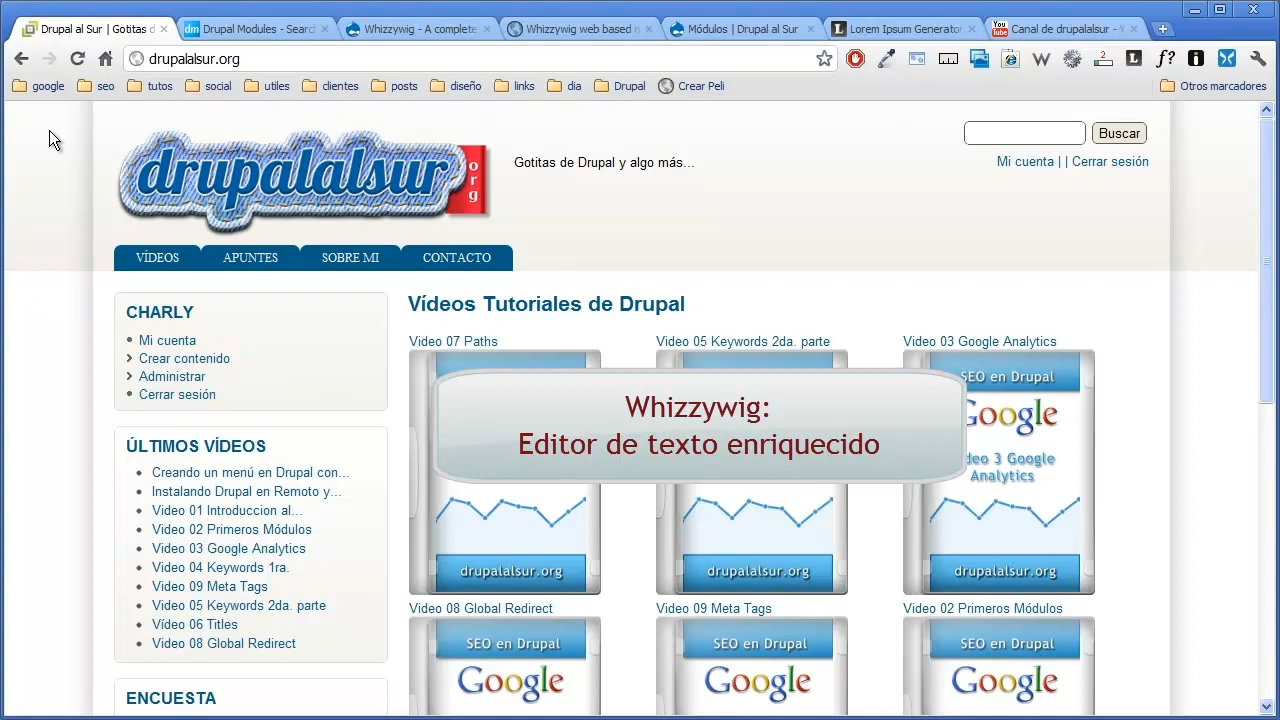 Drupal al Sur | Gotitas d
Drupal Modules - Searc
Whizzywig - A complete
Whizzywig web based ri
Módulos | Drupal al Sur
Lorem Ipsum Generator
Canal de drupalalsur - Y
drupalalsur.org
google
seo
tutos
social
utiles
clientes
posts
diseño
links
dia
Drupal
Crear Peli
Otros marcadores
drupalalsur
org
Gotitas de Drupal y algo más...
Buscar
Mi cuenta | | Cerrar sesión
VÍDEOS
APUNTES
SOBRE MI
CONTACTO
CHARLY
Mi cuenta
Crear contenido
Administrar
Cerrar sesión
ÚLTIMOS VÍDEOS
Creando un menú en Drupal con...
Instalando Drupal en Remoto y...
Video 01 Introduccion al...
Video 02 Primeros Módulos
Video 03 Google Analytics
Video 04 Keywords 1ra.
Video 09 Meta Tags
Video 05 Keywords 2da. parte
Vídeo 06 Titles
Video 08 Global Redirect
ENCUESTA
Vídeos Tutoriales de Drupal
Video 07 Paths
Video 05 Keywords 2da. parte
Video 03 Google Analytics
SEO en Drupal
Google
deo 3 Google
Analytics
Whizzywig:
Editor de texto enriquecido
drupalalsur.org
drupalalsur.org
drupalalsur.org
Video 08 Global Redirect
Video 09 Meta Tags
Video 02 Primeros Módulos
SEO en Drupal
SEO en Drupal
SEO en Drupal
Google
Google
Google